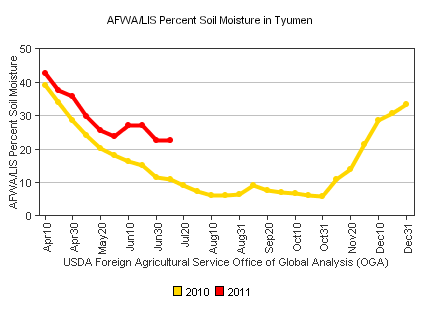 AFWA/LIS Percent Soil Moisture in Tyumen
AFWA/LIS Percent Soil Moisture
50
40
30
20
10
0
Apr10
Apr30
May20
Jun10
Jun30
Jul20
Aug10
Aug31
Sep20
Oct10
Oct31
Nov20
Dec10
Dec31
USDA Foreign Agricultural Service Office of Global Analysis (OGA)
2010 2011